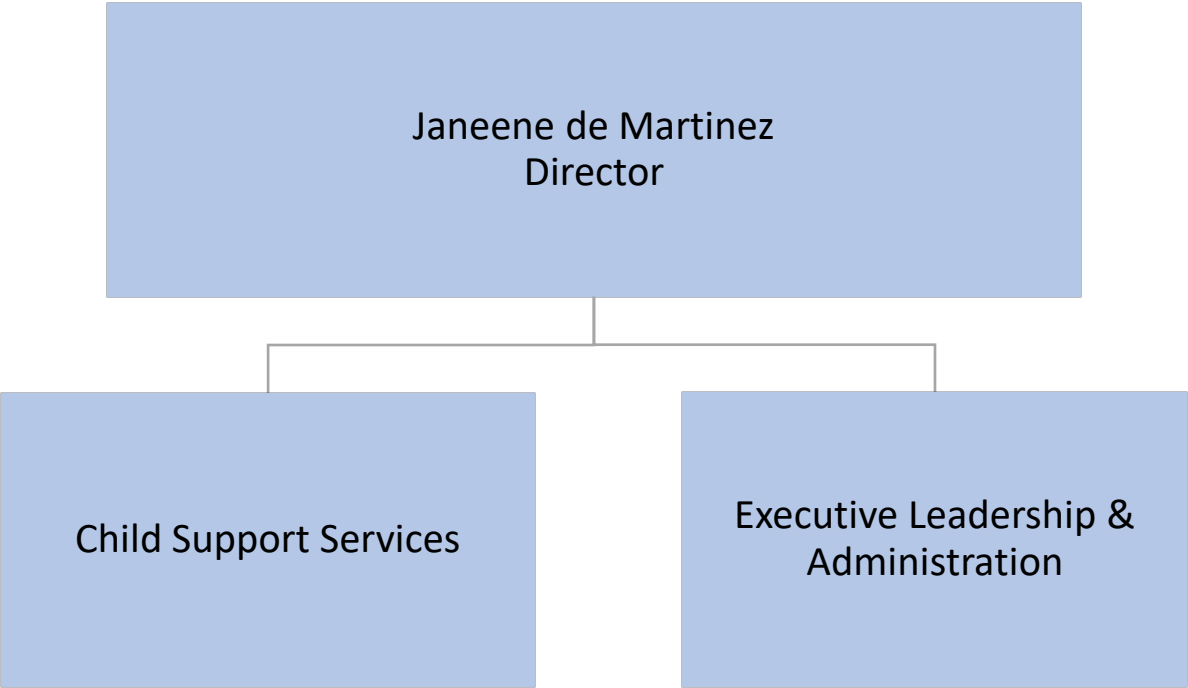 Janeene de Martinez
Director
Child Support Services
Executive Leadership &
Administration